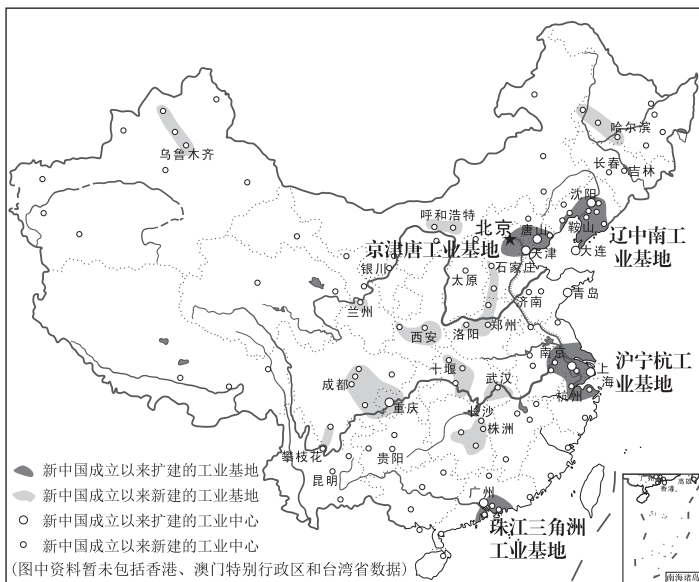 哈尔滨
乌鲁木齐
长春
吉林
沈阳
呼和浩特
北京
唐山
鞍山
辽中南工
业基地
京津唐工业基地
天津
大连
银川
太原
石家庄
济南
青岛
兰州
西安
洛阳
郑州
南京
沪宁杭工
业基地
上
海
十堰
成都
武汉
杭州
重庆
长沙
株洲
攀枝花
贵阳
昆明
广州
珠江三角洲
工业基地
新中国成立以来扩建的工业基地
新中国成立以来新建的工业基地
新中国成立以来扩建的工业中心
新中国成立以来新建的工业中心
(图中资料暂未包括香港、澳门特别行政区和台湾省数据)
香港
南海诸岛